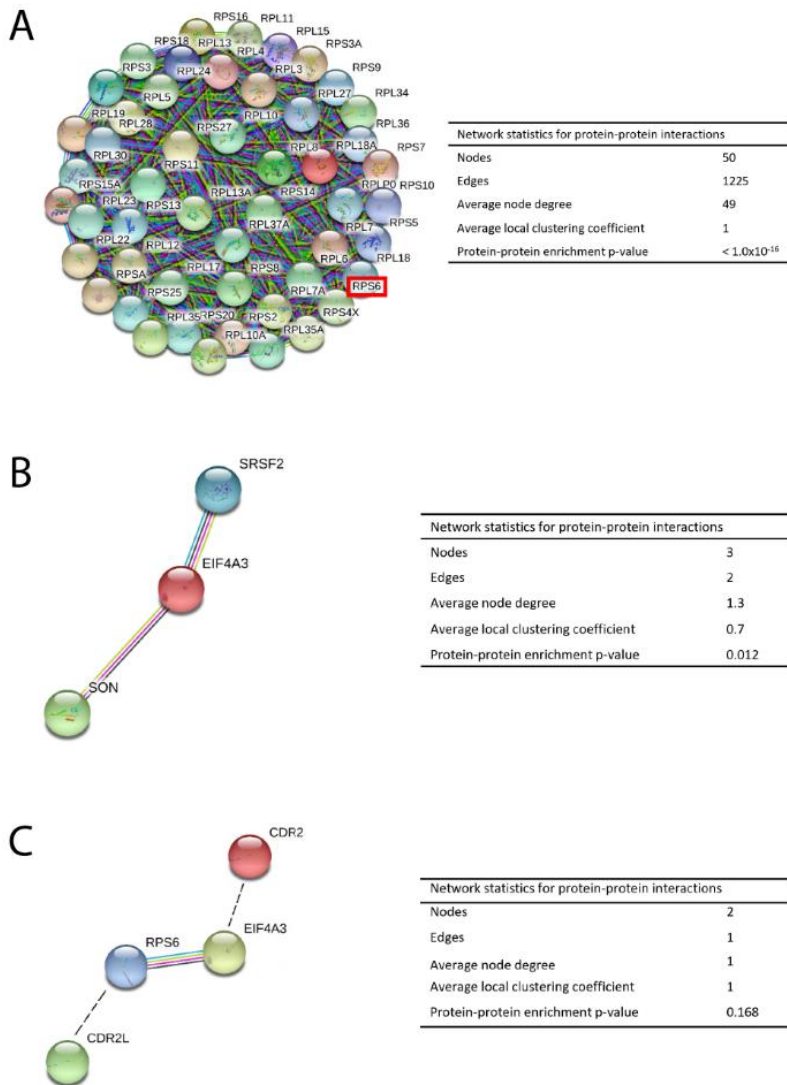 A
RPS16
RPL11
RPS18 RPL13 RPL15
RPL4 RPS3A
RPS3 RPL24 RPL3 RPS9
RPL5 RPL27 RPL34
RPL19 RPL10
RPL28 RPS27 RPL36
RPL30 RPS11 RPL8 RPL18A RPS7
RPS15A RPL13A RPS14 RPLP0 RPS10
RPL23 RPS13 RPS5
RPL22 RPL12 RPL37A RPL7
RPL17 RPL6 RPL18
RPSA RPS8 RPL7A RPS6
RPS25 RPS4X
RPL35 RPS20 RPS2
RPL10A RPL35A
Network statistics for protein-protein interactions
Nodes 50
Edges 1225
Average node degree 49
Average local clustering coefficient 1
Protein-protein enrichment p-value < 1.0x10⁻¹⁶
B
SRSF2
EIF4A3
SON
Network statistics for protein-protein interactions
Nodes 3
Edges 2
Average node degree 1.3
Average local clustering coefficient 0.7
Protein-protein enrichment p-value 0.012
C
CDR2
EIF4A3
RPS6
CDR2L
Network statistics for protein-protein interactions
Nodes 2
Edges 1
Average node degree 1
Average local clustering coefficient 1
Protein-protein enrichment p-value 0.168